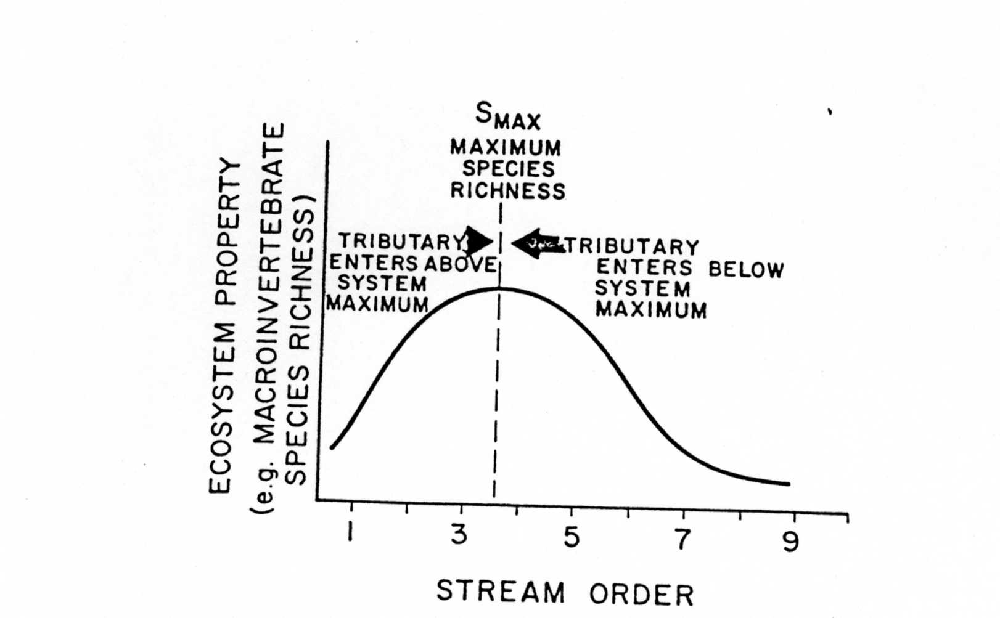 SMAX
MAXIMUM
SPECIES
RICHNESS
TRIBUTARY
ENTERS ABOVE
SYSTEM
MAXIMUM
TRIBUTARY
ENTERS BELOW
SYSTEM
MAXIMUM
ECOSYSTEM PROPERTY
(e.g. MACROINVERTEBRATE
SPECIES RICHNESS)
1 3 5 7 9
STREAM ORDER